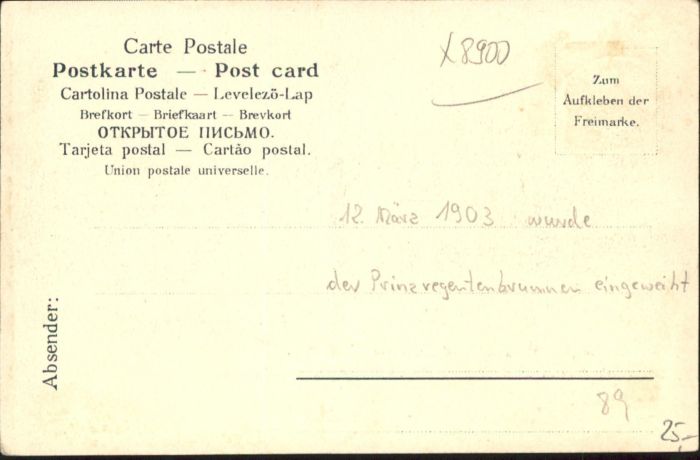 Carte Postale
Postkarte — Post card
Cartolina Postale — Levelező-Lap
Brefkort — Briefkaart — Brevkort
ОТКРЫТОЕ ПИСЬМО.
Tarjeta postal — Cartão postal.
Union postale universelle.
X 8900
Zum
Aufkleben der
Freimarke.
12. März 1903 wurde
der Prinzregentenbrunnen eingeweiht
Absender:
89
25,-